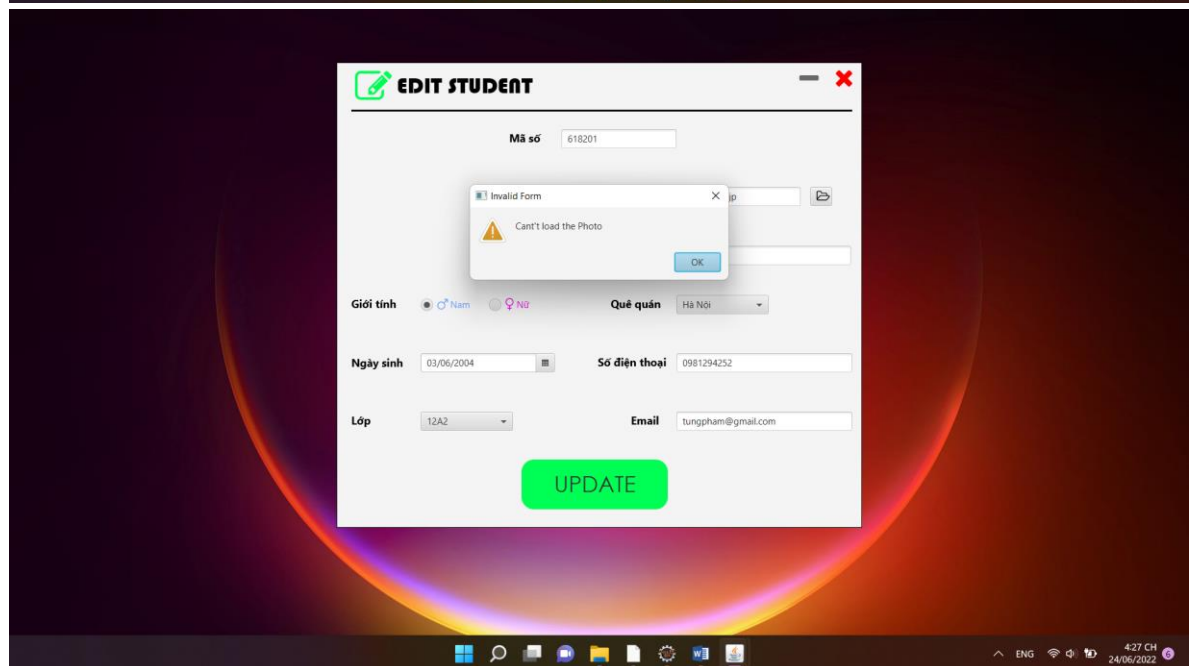 EDIT STUDENT
Mã số 618201
Invalid Form
jp
Cant't load the Photo
OK
Giới tính Nam Nữ Quê quán Hà Nội
Ngày sinh 03/06/2004 Số điện thoại 0981294252
Lớp 12A2 Email tungpham@gmail.com
UPDATE
ENG 4:27 CH 6
24/06/2022